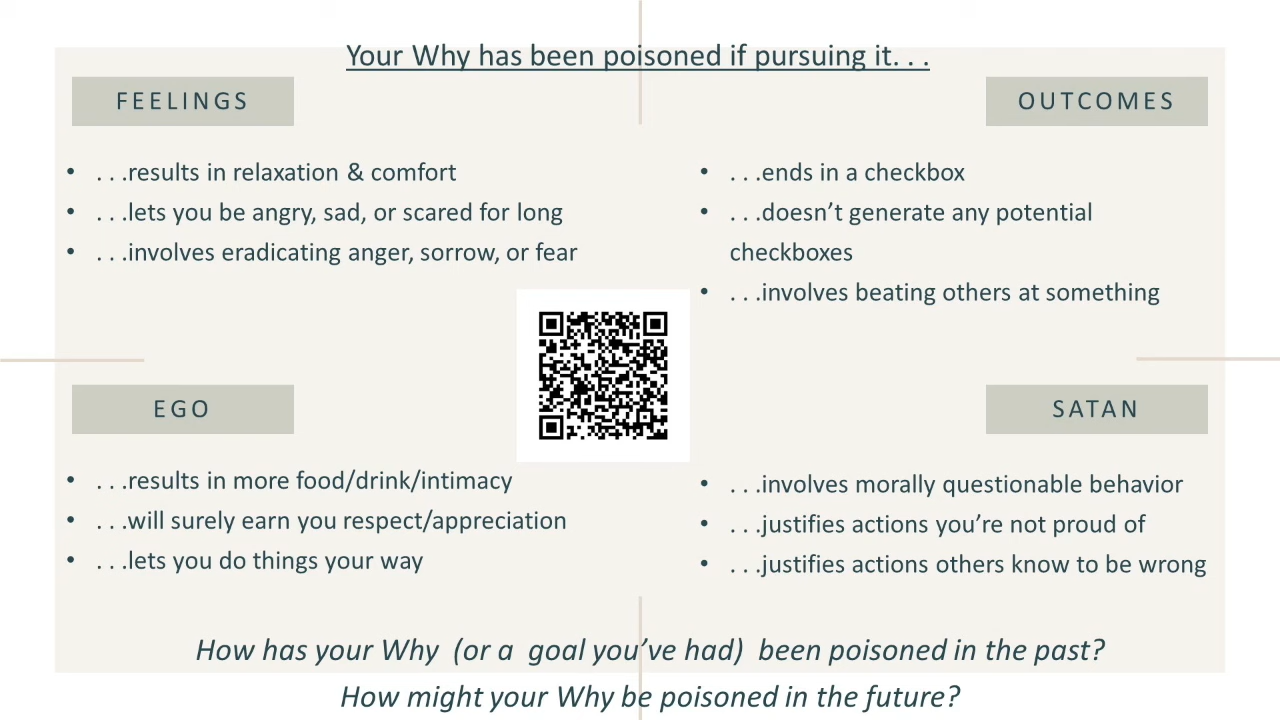 Your Why has been poisoned if pursuing it. . .
FEELINGS
• . . .results in relaxation & comfort
• . . .lets you be angry, sad, or scared for long
• . . .involves eradicating anger, sorrow, or fear
OUTCOMES
• . . .ends in a checkbox
• . . .doesn’t generate any potential
checkboxes
• . . .involves beating others at something
EGO
• . . .results in more food/drink/intimacy
• . . .will surely earn you respect/appreciation
• . . .lets you do things your way
SATAN
• . . .involves morally questionable behavior
• . . .justifies actions you’re not proud of
• . . .justifies actions others know to be wrong
How has your Why (or a goal you’ve had) been poisoned in the past?
How might your Why be poisoned in the future?